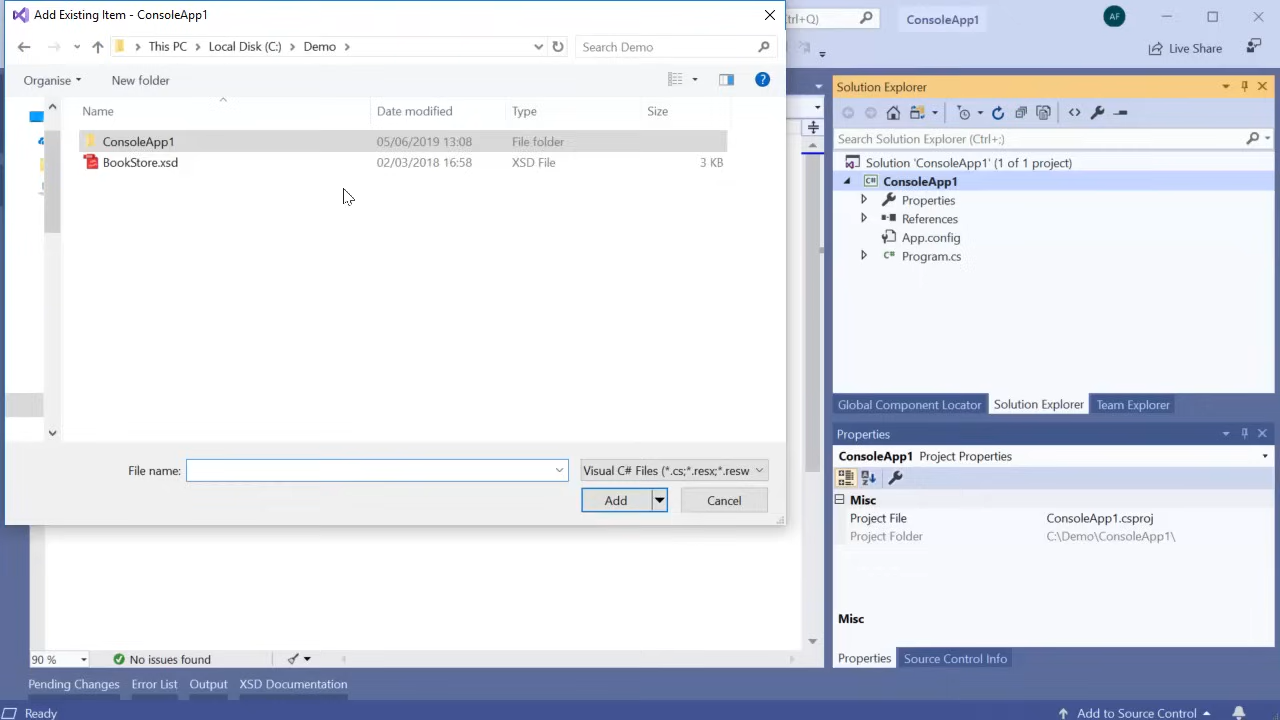 Add Existing Item - ConsoleApp1
This PC
Local Disk (C:)
Demo
Search Demo
Organise
New folder
?
Name
Date modified
Type
Size
ConsoleApp1
05/06/2019 13:08
File folder
BookStore.xsd
02/03/2018 16:58
XSD File
3 KB
File name:
Visual C# Files (*.cs;*.resx;*.resw
Add
Cancel
trl+Q)
ConsoleApp1
AF
Live Share
Solution Explorer
Search Solution Explorer (Ctrl+;)
Solution 'ConsoleApp1' (1 of 1 project)
C# ConsoleApp1
Properties
References
App.config
C# Program.cs
Global Component Locator
Solution Explorer
Team Explorer
Properties
ConsoleApp1 Project Properties
Misc
Project File
ConsoleApp1.csproj
Project Folder
C:\Demo\ConsoleApp1\
Misc
Properties
Source Control Info
90 %
No issues found
Pending Changes
Error List
Output
XSD Documentation
Ready
Add to Source Control